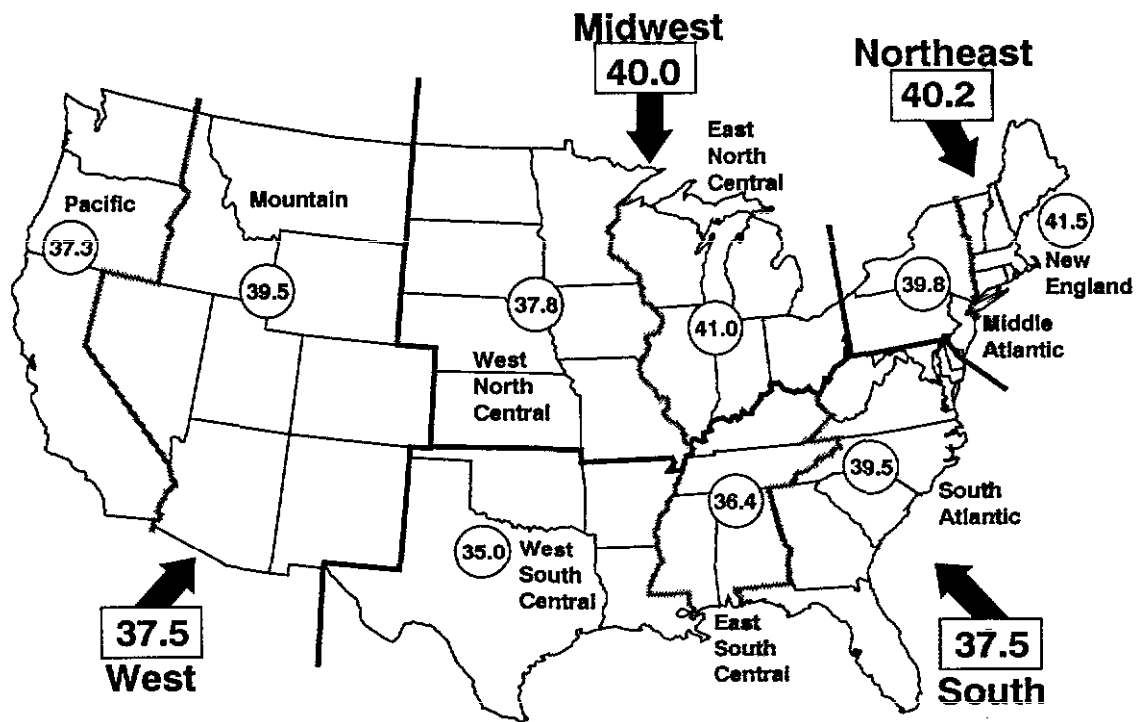 Midwest
40.0
Northeast
40.2
East
North
Central
Pacific
37.3
Mountain
39.5
37.8
41.0
41.5
New
England
39.8
Middle
Atlantic
West
North
Central
39.5
South
Atlantic
36.4
35.0
West
South
Central
East
South
Central
37.5
West
37.5
South